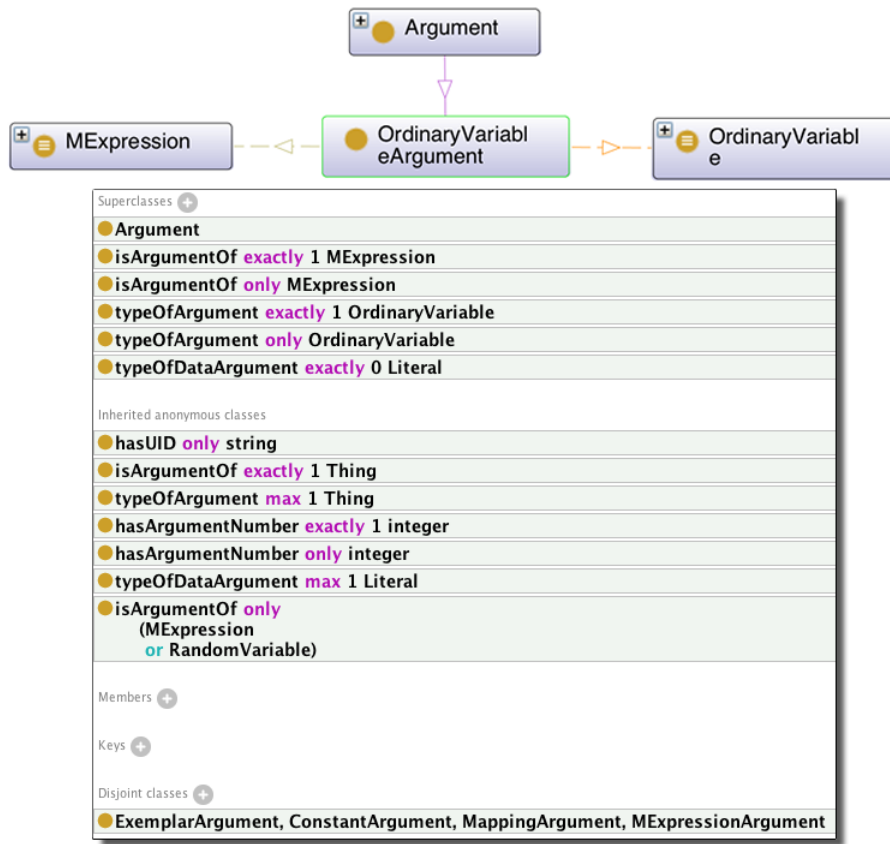 Argument
MExpression
OrdinaryVariabl
eArgument
OrdinaryVariabl
e
Superclasses
Argument
isArgumentOf exactly 1 MExpression
isArgumentOf only MExpression
typeOfArgument exactly 1 OrdinaryVariable
typeOfArgument only OrdinaryVariable
typeOfDataArgument exactly 0 Literal
Inherited anonymous classes
hasUID only string
isArgumentOf exactly 1 Thing
typeOfArgument max 1 Thing
hasArgumentNumber exactly 1 integer
hasArgumentNumber only integer
typeOfDataArgument max 1 Literal
isArgumentOf only
(MExpression
or RandomVariable)
Members
Keys
Disjoint classes
ExemplarArgument, ConstantArgument, MappingArgument, MExpressionArgument